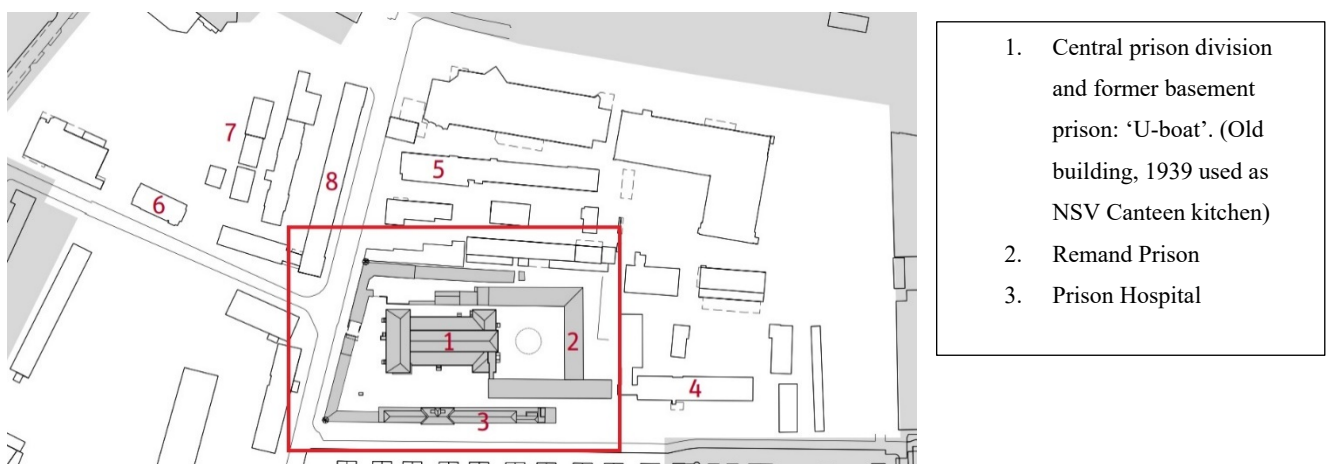 7
8
5
6
1
2
4
3
1. Central prison division
and former basement
prison: ‘U-boat’. (Old
building, 1939 used as
NSV Canteen kitchen)
2. Remand Prison
3. Prison Hospital